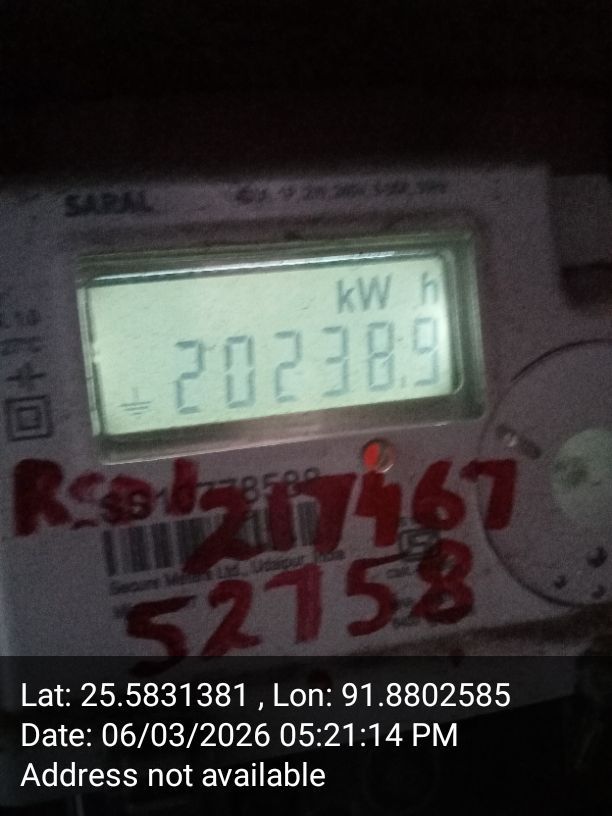 SARAL
kW h
20238.9
217467
Secure Meters Ltd., Udaipur, India
52758
Lat: 25.5831381 , Lon: 91.8802585
Date: 06/03/2026 05:21:14 PM
Address not available